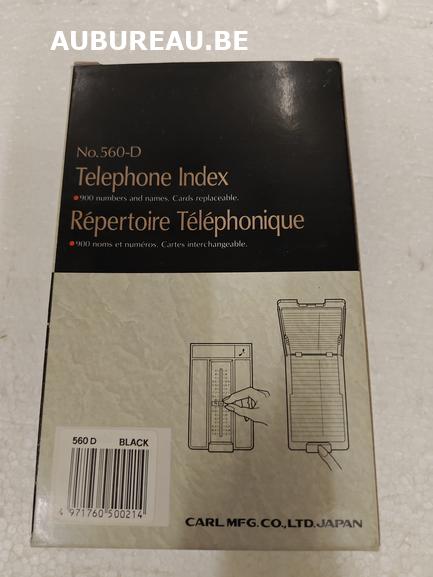 AUBUREAU.BE
No.560-D
Telephone Index
●900 numbers and names. Cards replaceable.
Répertoire Téléphonique
●900 noms et numéros. Cartes interchangeable.
560 D BLACK
4 971760 500214
CARL MFG.CO.,LTD.JAPAN